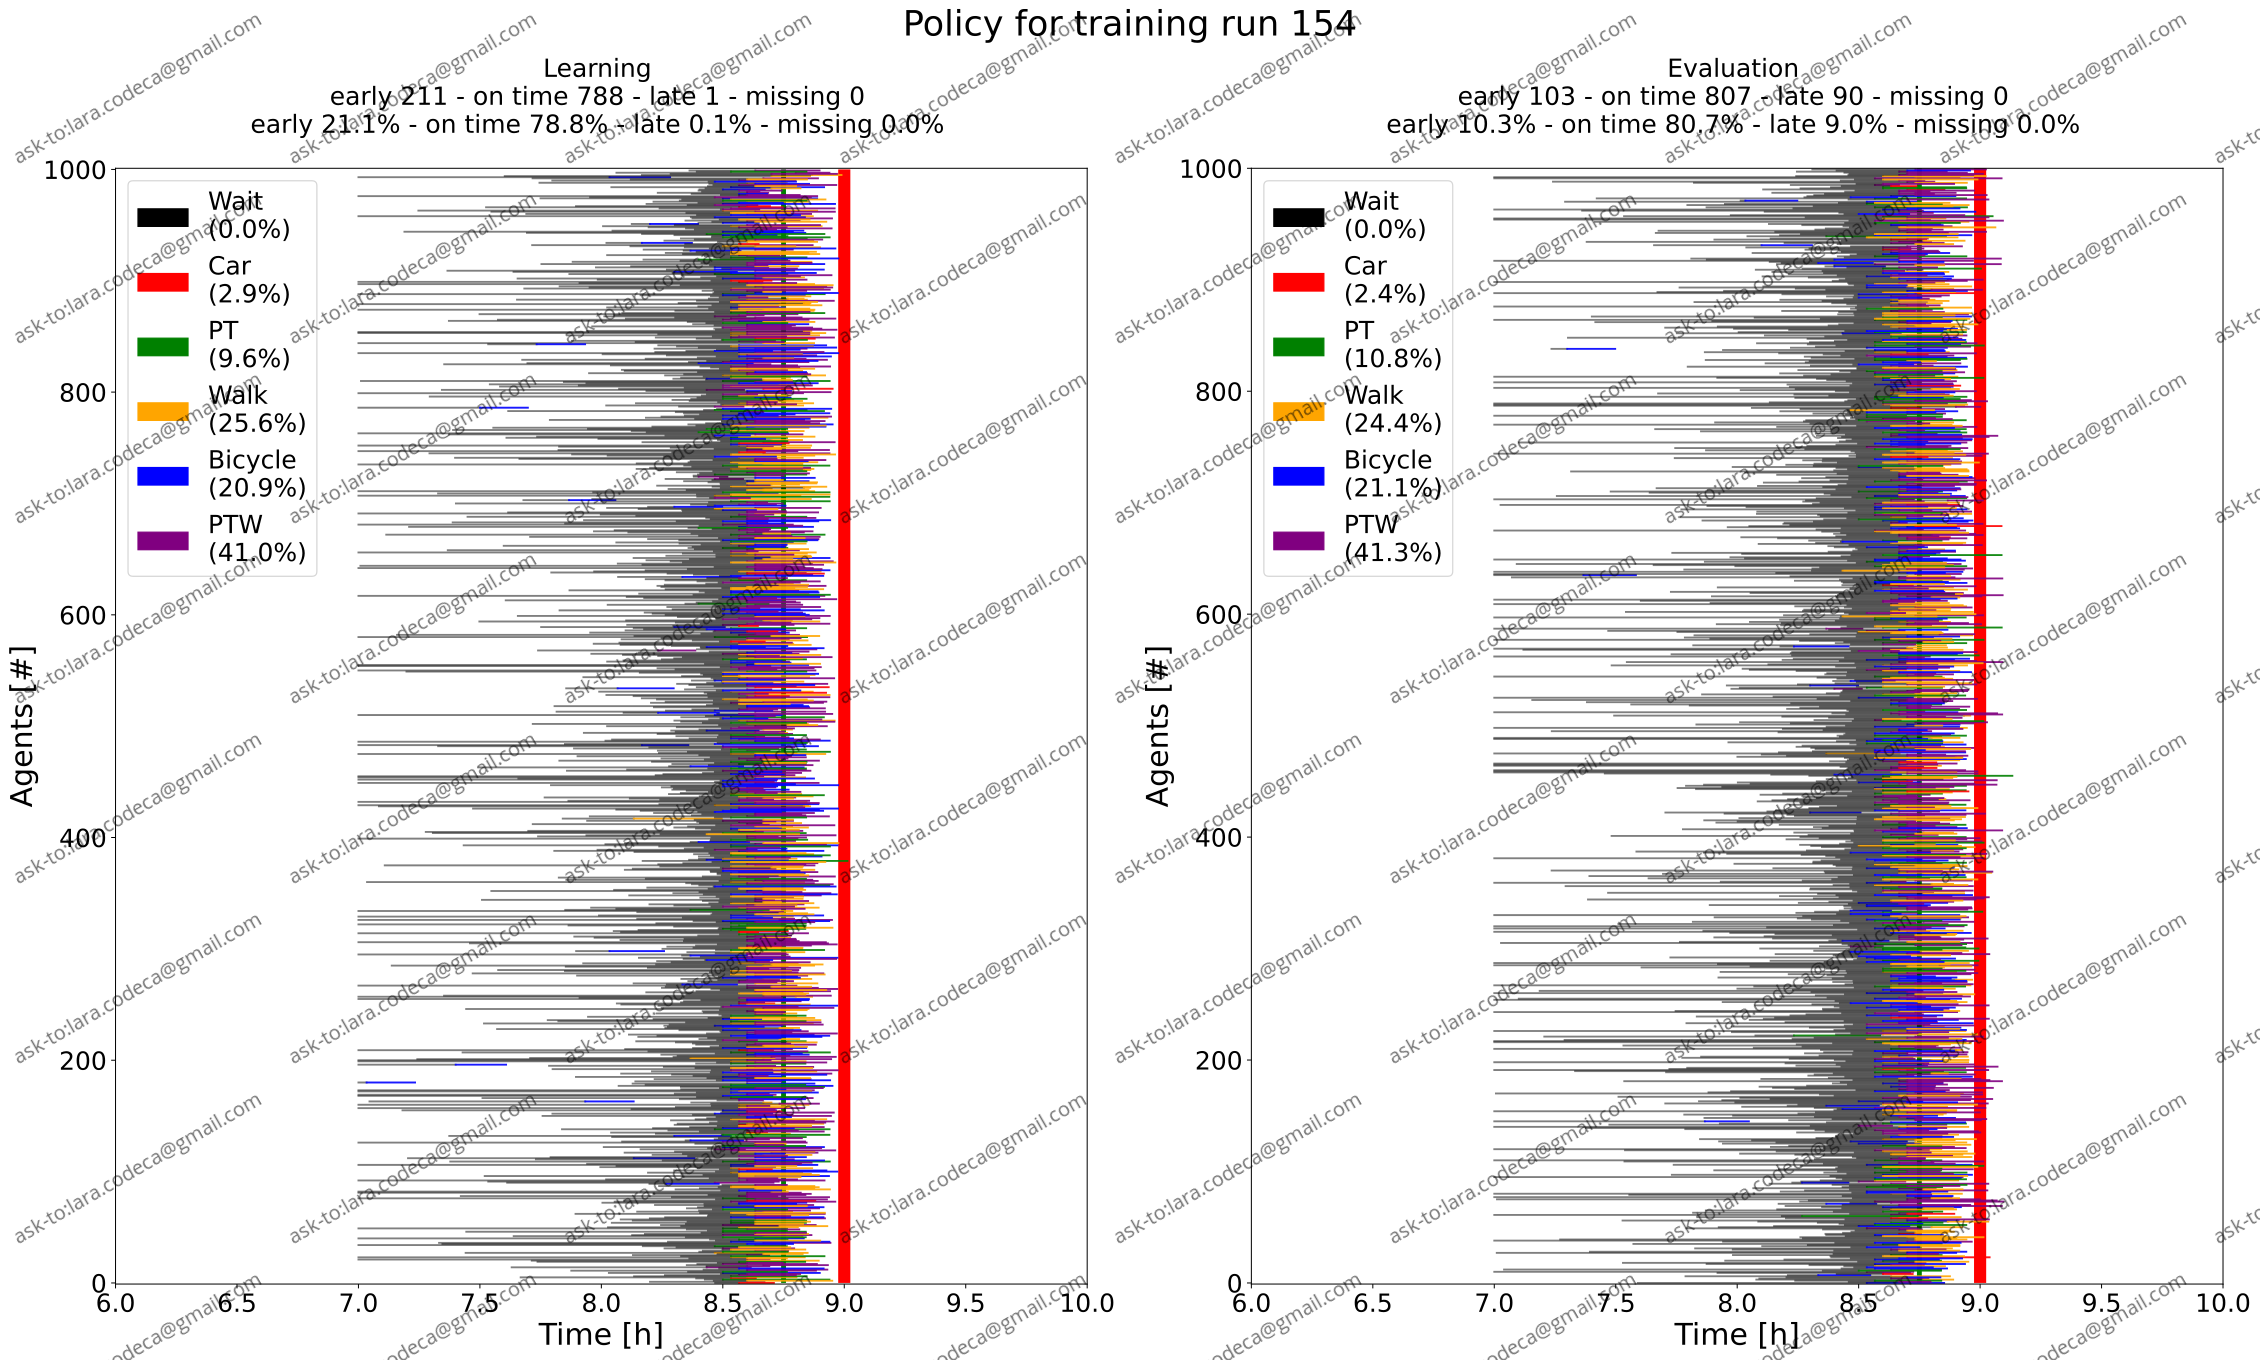 Policy for training run 154
Learning
early 211 - on time 788 - late 1 - missing 0
early 21.1% - on time 78.8% - late 0.1% - missing 0.0%
Agents [#]
1000
800
600
400
200
0
Wait
(0.0%)
Car
(2.9%)
PT
(9.6%)
Walk
(25.6%)
Bicycle
(20.9%)
PTW
(41.0%)
6.0 6.5 7.0 7.5 8.0 8.5 9.0 9.5 10.0
Time [h]
Evaluation
early 103 - on time 807 - late 90 - missing 0
early 10.3% - on time 80.7% - late 9.0% - missing 0.0%
Agents [#]
1000
800
600
400
200
0
Wait
(0.0%)
Car
(2.4%)
PT
(10.8%)
Walk
(24.4%)
Bicycle
(21.1%)
PTW
(41.3%)
6.0 6.5 7.0 7.5 8.0 8.5 9.0 9.5 10.0
Time [h]
ask-to:lara.codeca@gmail.com